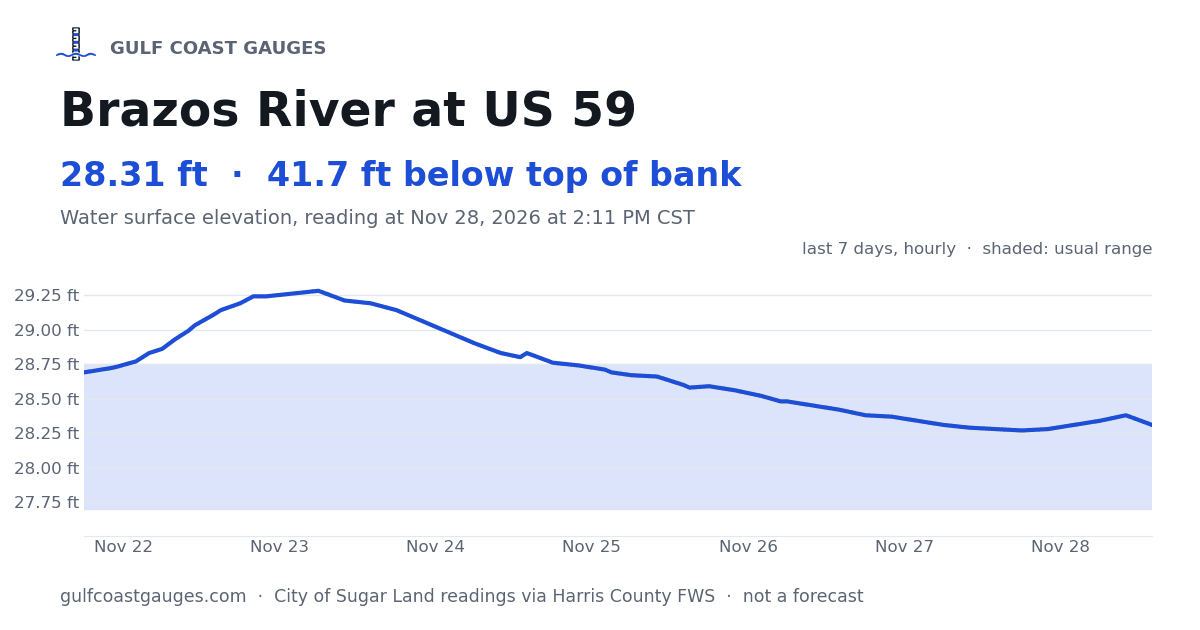 GULF COAST GAUGES
Brazos River at US 59
28.31 ft · 41.7 ft below top of bank
Water surface elevation, reading at Nov 28, 2026 at 2:11 PM CST
last 7 days, hourly · shaded: usual range
29.25 ft
29.00 ft
28.75 ft
28.50 ft
28.25 ft
28.00 ft
27.75 ft
Nov 22 Nov 23 Nov 24 Nov 25 Nov 26 Nov 27 Nov 28
gulfcoastgauges.com · City of Sugar Land readings via Harris County FWS · not a forecast